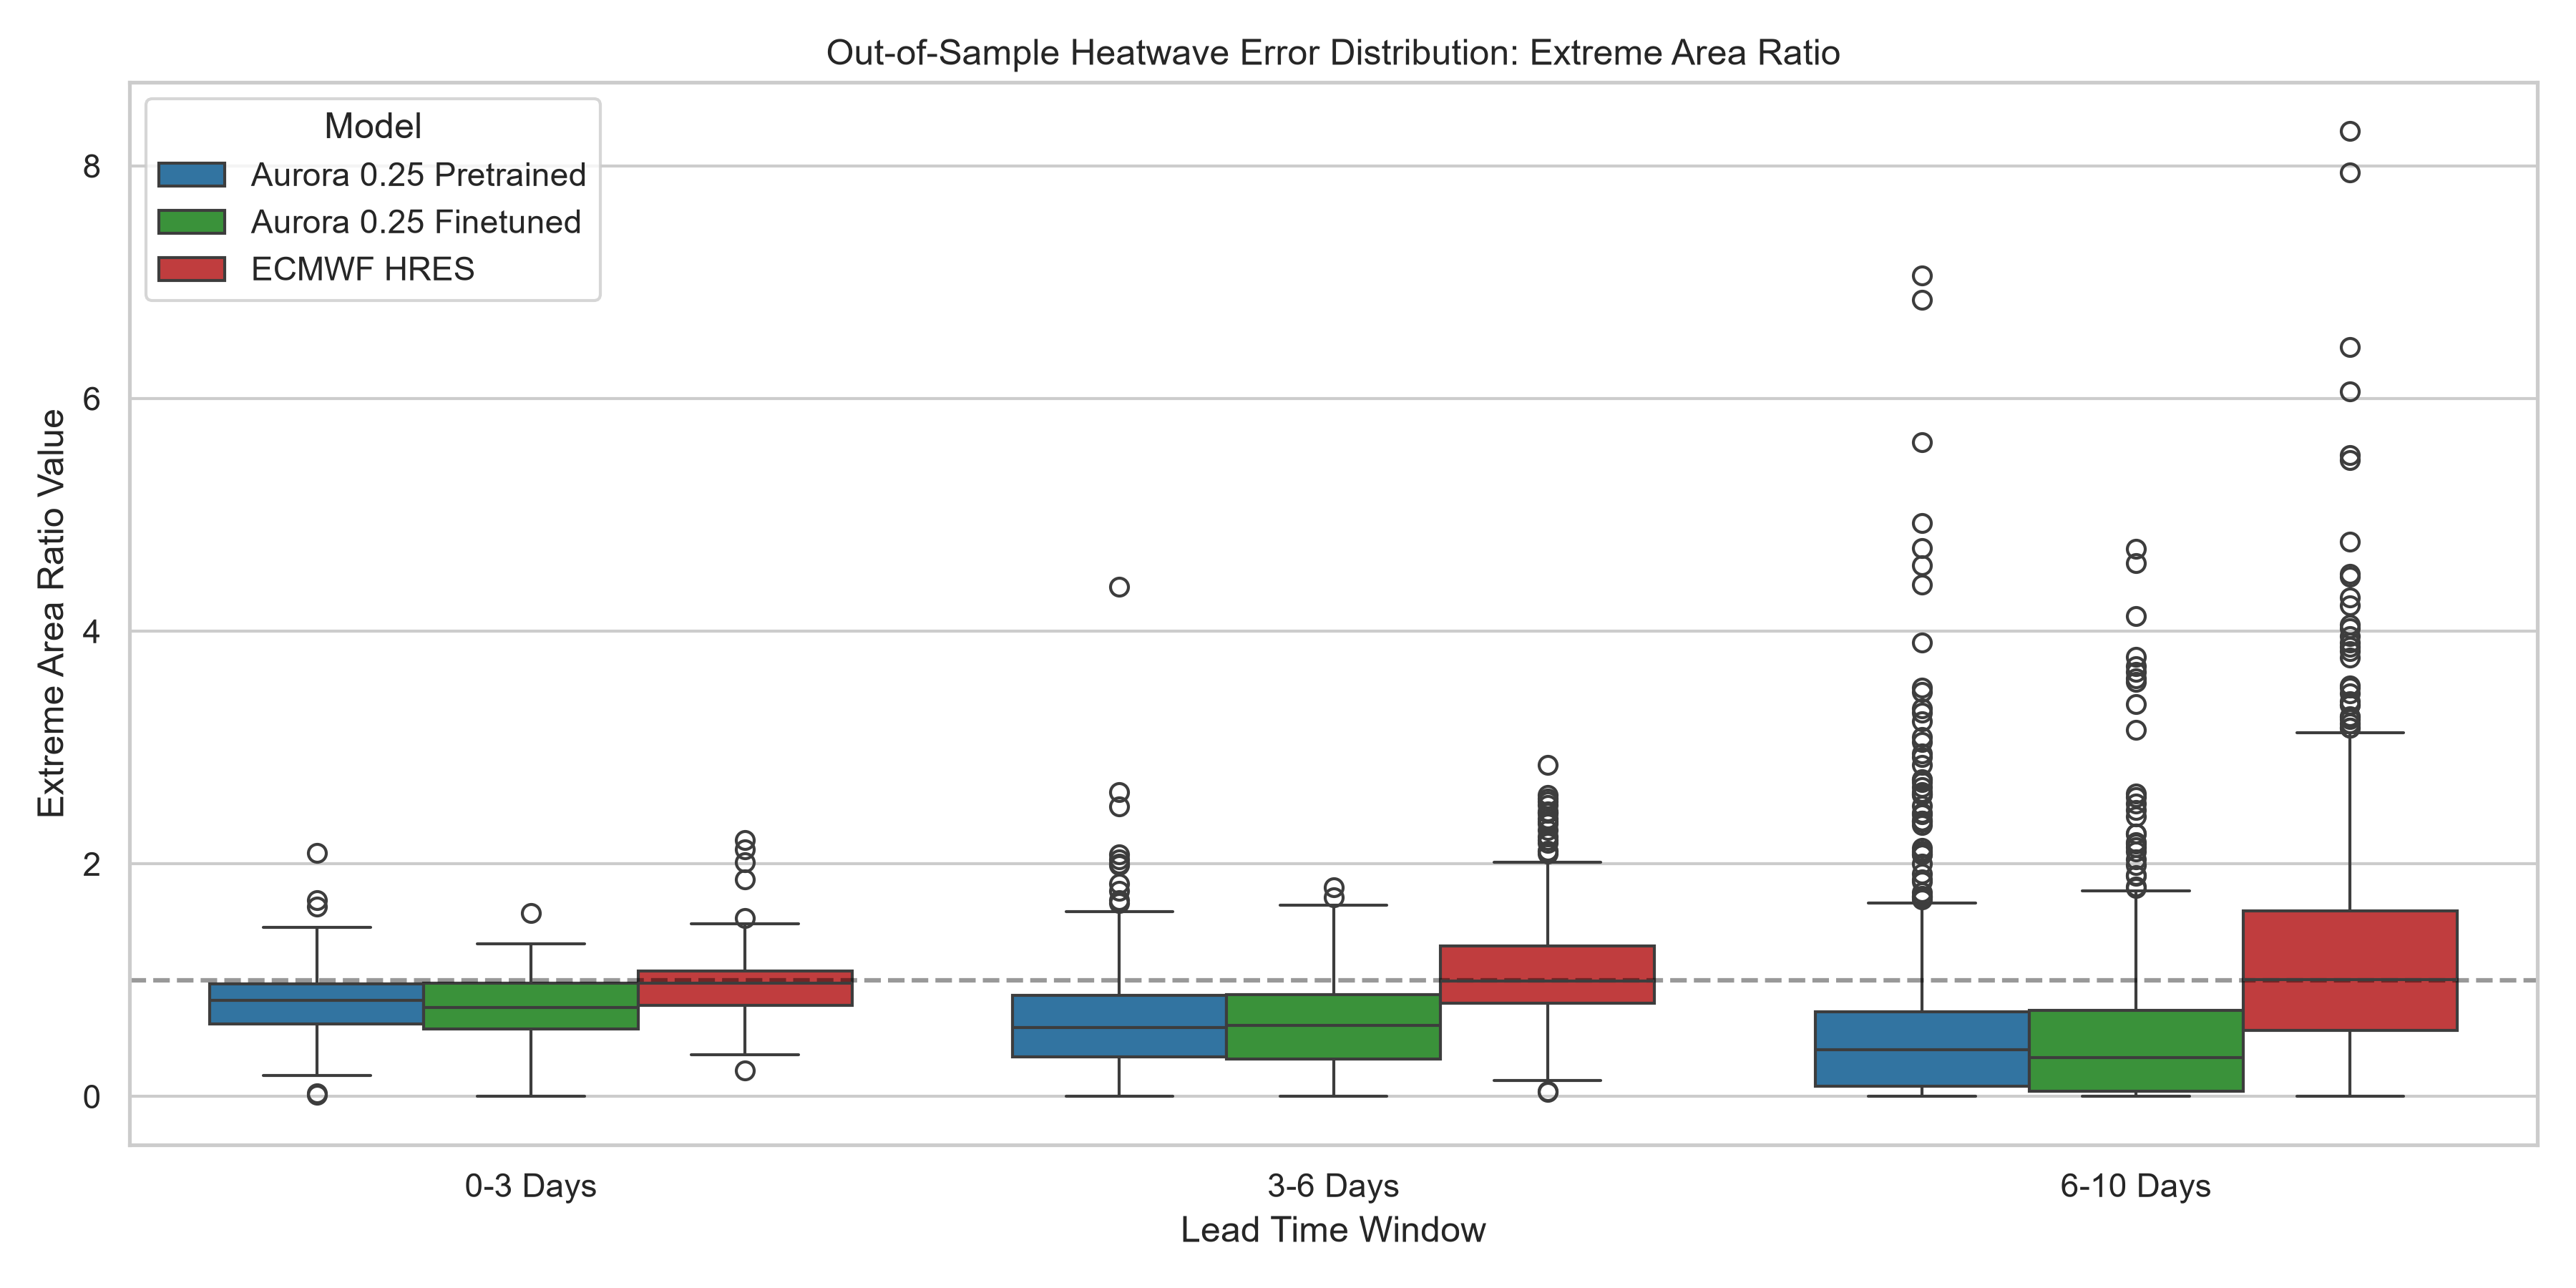 Out-of-Sample Heatwave Error Distribution: Extreme Area Ratio
Model
Aurora 0.25 Pretrained
Aurora 0.25 Finetuned
ECMWF HRES
Extreme Area Ratio Value
8
6
4
2
0
0-3 Days
3-6 Days
6-10 Days
Lead Time Window